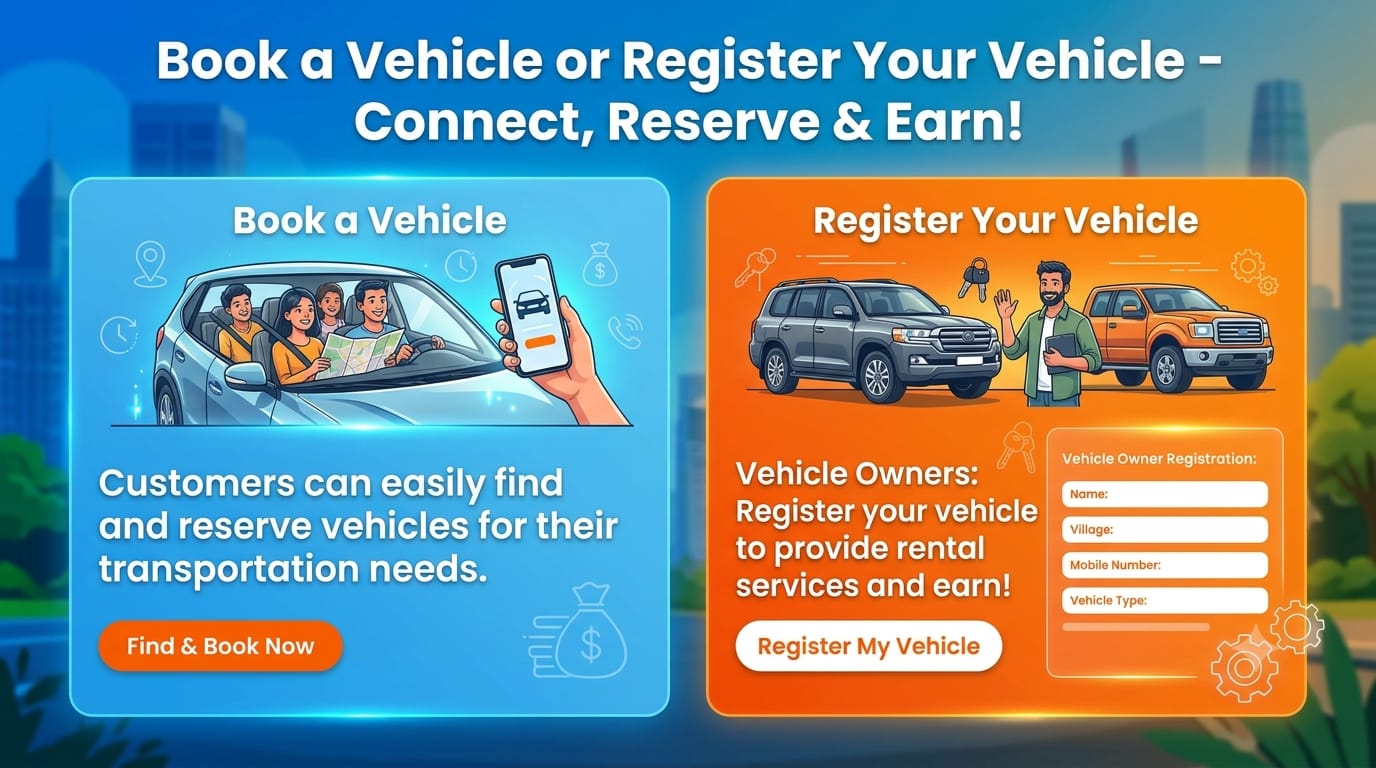 Book a Vehicle or Register Your Vehicle -
Connect, Reserve & Earn!
Book a Vehicle
Customers can easily find
and reserve vehicles for their
transportation needs.
Find & Book Now
Register Your Vehicle
Vehicle Owners:
Register your vehicle
to provide rental
services and earn!
Register My Vehicle
Vehicle Owner Registration:
Name:
Village:
Mobile Number:
Vehicle Type: